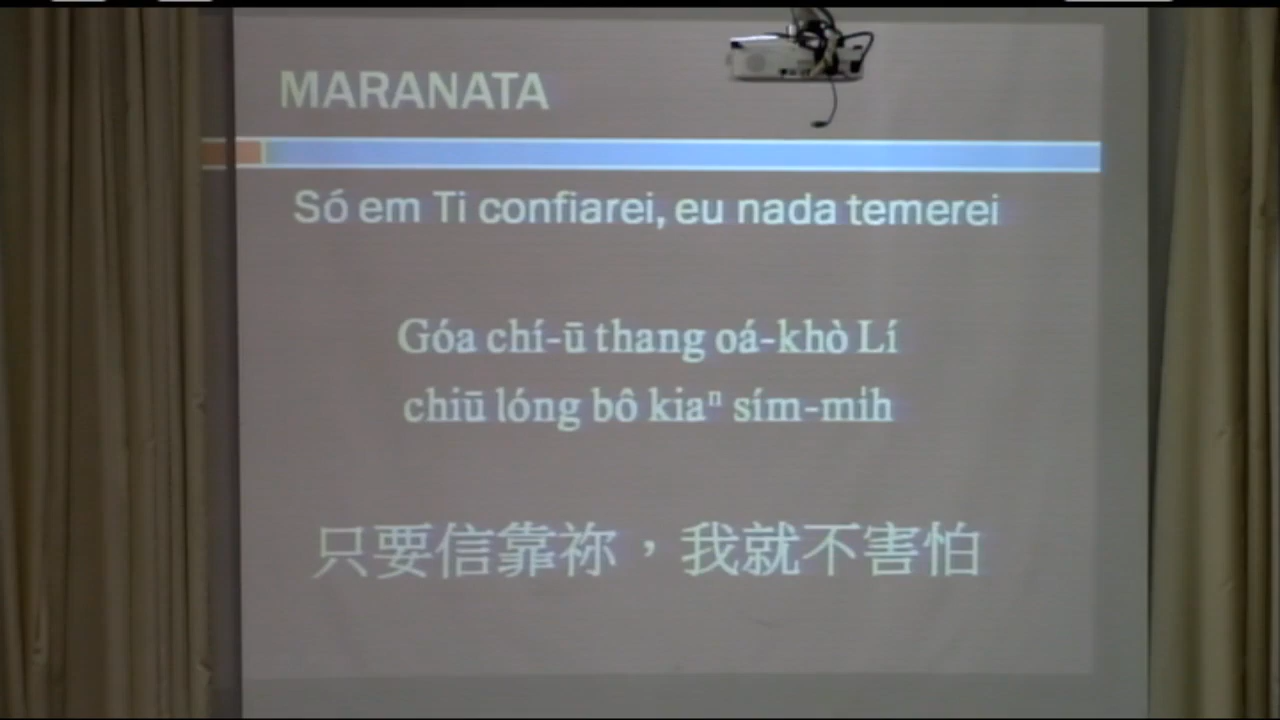 MARANATA
Só em Ti confiarei, eu nada temerei
Góa chí-ū thang oá-khò Lí
chiū lóng bô kiaⁿ sím-mi̍h
只要信靠祢，我就不害怕